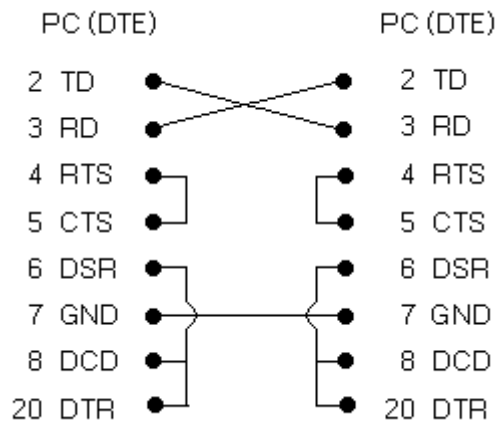 PC (DTE) PC (DTE)
2 TD 2 TD
3 RD 3 RD
4 RTS 4 RTS
5 CTS 5 CTS
6 DSR 6 DSR
7 GND 7 GND
8 DCD 8 DCD
20 DTR 20 DTR